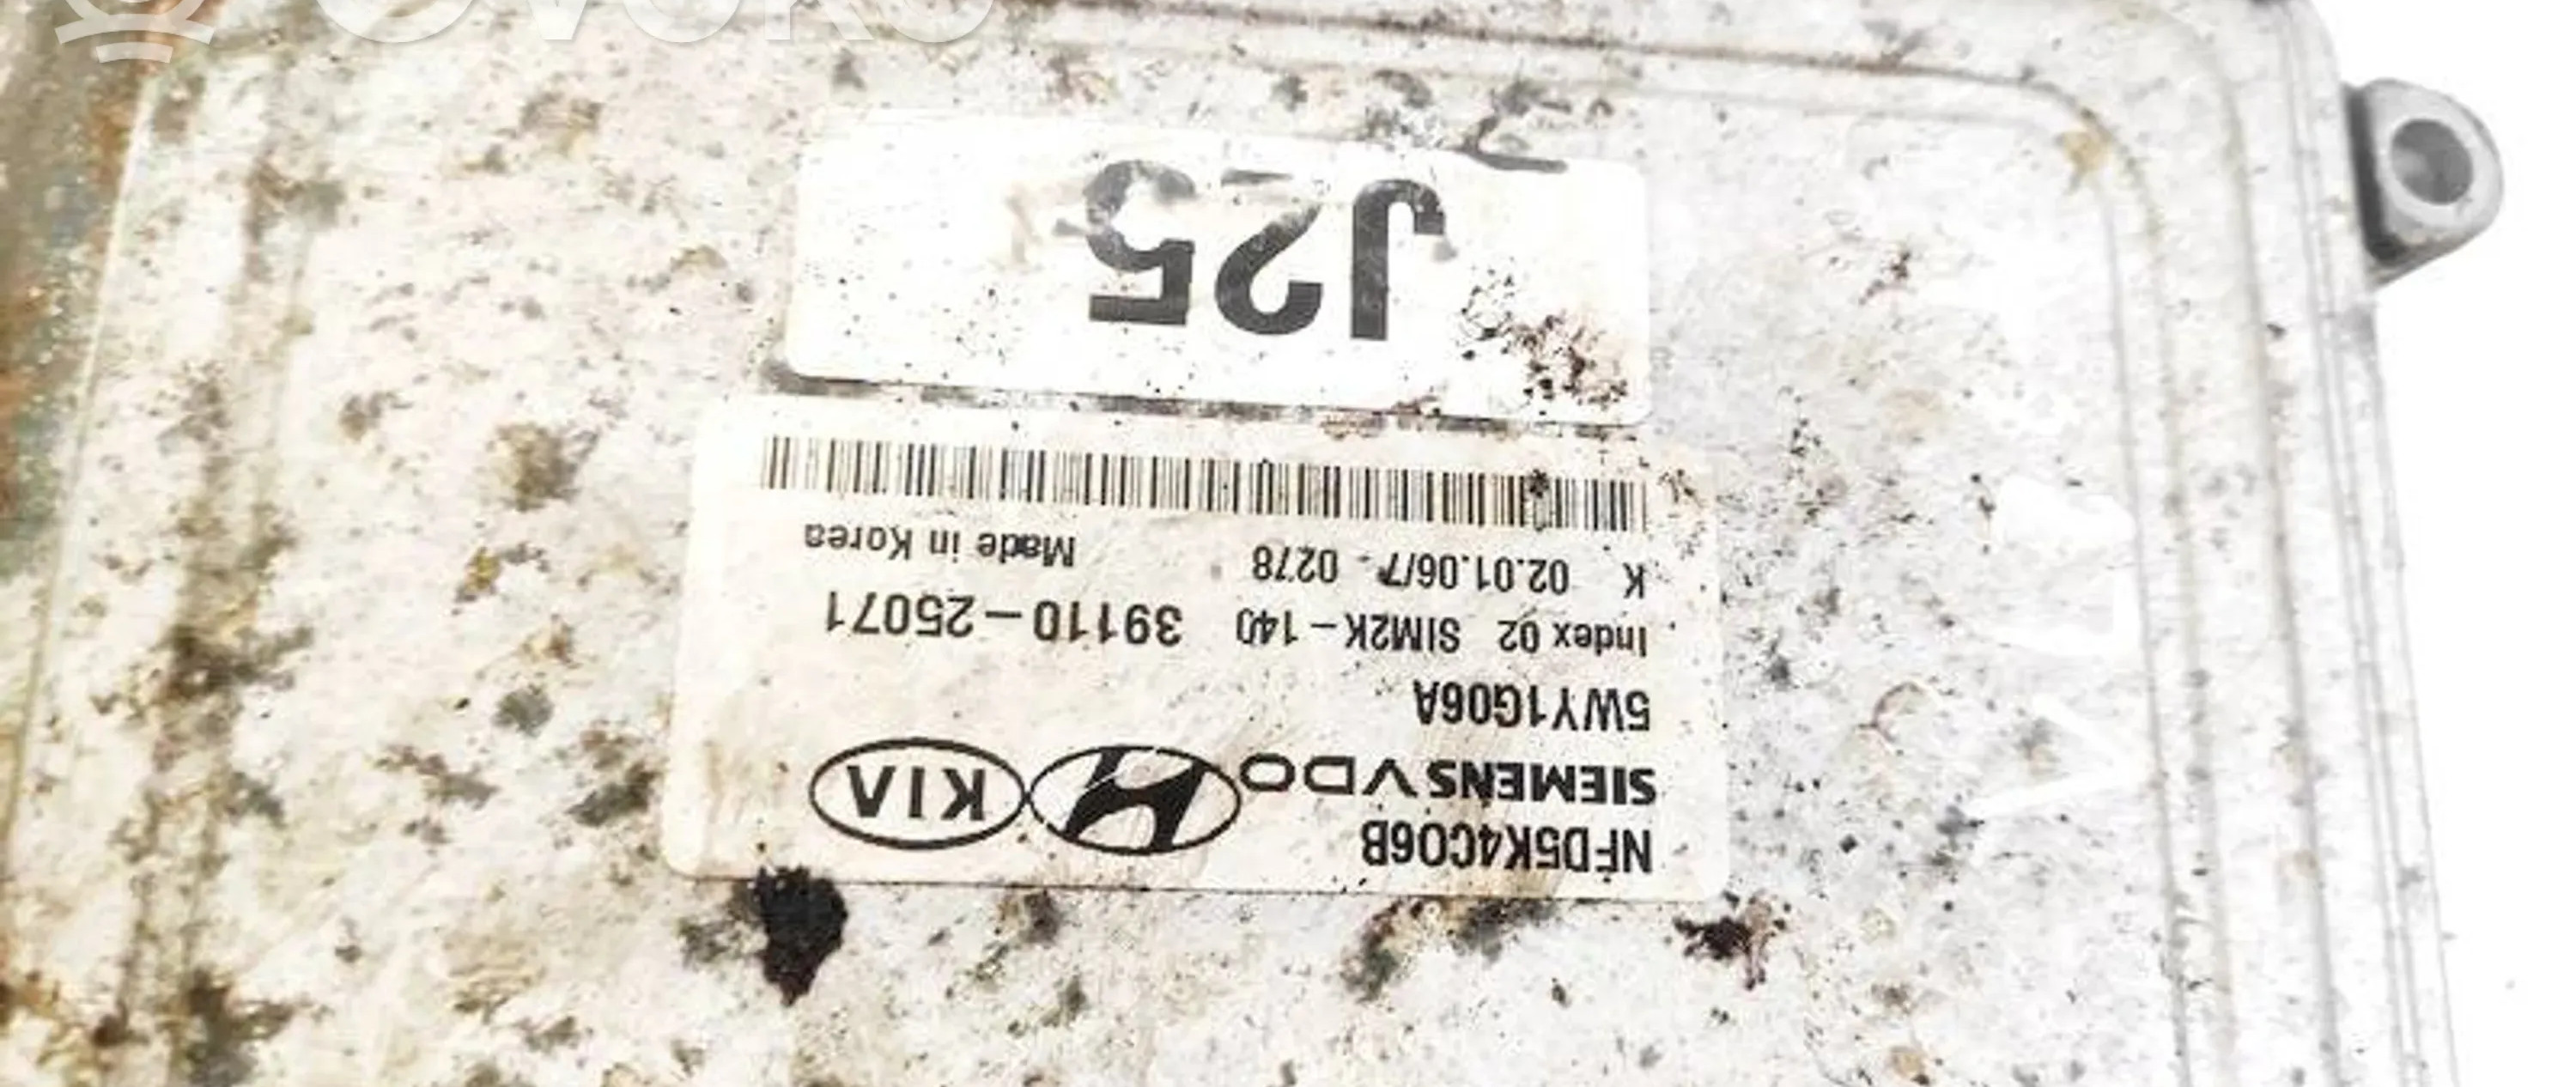 NFD5K4C06B
SIEMENS VDO KIA
5WY1G06A
Index 02 SIM2K-140 39110-25071
K 02.01.06/7 - 0278 Made in Korea
J25